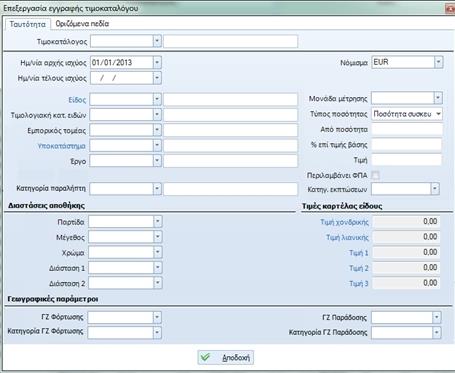 Επεξεργασία εγγραφής τιμοκαταλόγου
Ταυτότητα Οριζόμενα πεδία
Τιμοκατάλογος
Ημ/νία αρχής ισχύος 01/01/2013 Νόμισμα EUR
Ημ/νία τέλους ισχύος / /
Είδος Μονάδα μέτρησης
Τιμολογιακή κατ. ειδών Τύπος ποσότητας Ποσότητα συσκευ
Εμπορικός τομέας Από ποσότητα
Υποκατάστημα % επί τιμής βάσης
Έργο Τιμή
Περιλαμβάνει ΦΠΑ
Κατηγορία παραλήπτη Κατηγ. εκπτώσεων
Διαστάσεις αποθήκης Τιμές καρτέλας είδους
Παρτίδα Τιμή χονδρικής 0,00
Μέγεθος Τιμή λιανικής 0,00
Χρώμα Τιμή 1 0,00
Διάσταση 1 Τιμή 2 0,00
Διάσταση 2 Τιμή 3 0,00
Γεωγραφικές παράμετροι
ΓΖ Φόρτωσης ΓΖ Παράδοσης
Κατηγορία ΓΖ Φόρτωσης Κατηγορία ΓΖ Παράδοσης
Αποδοχή